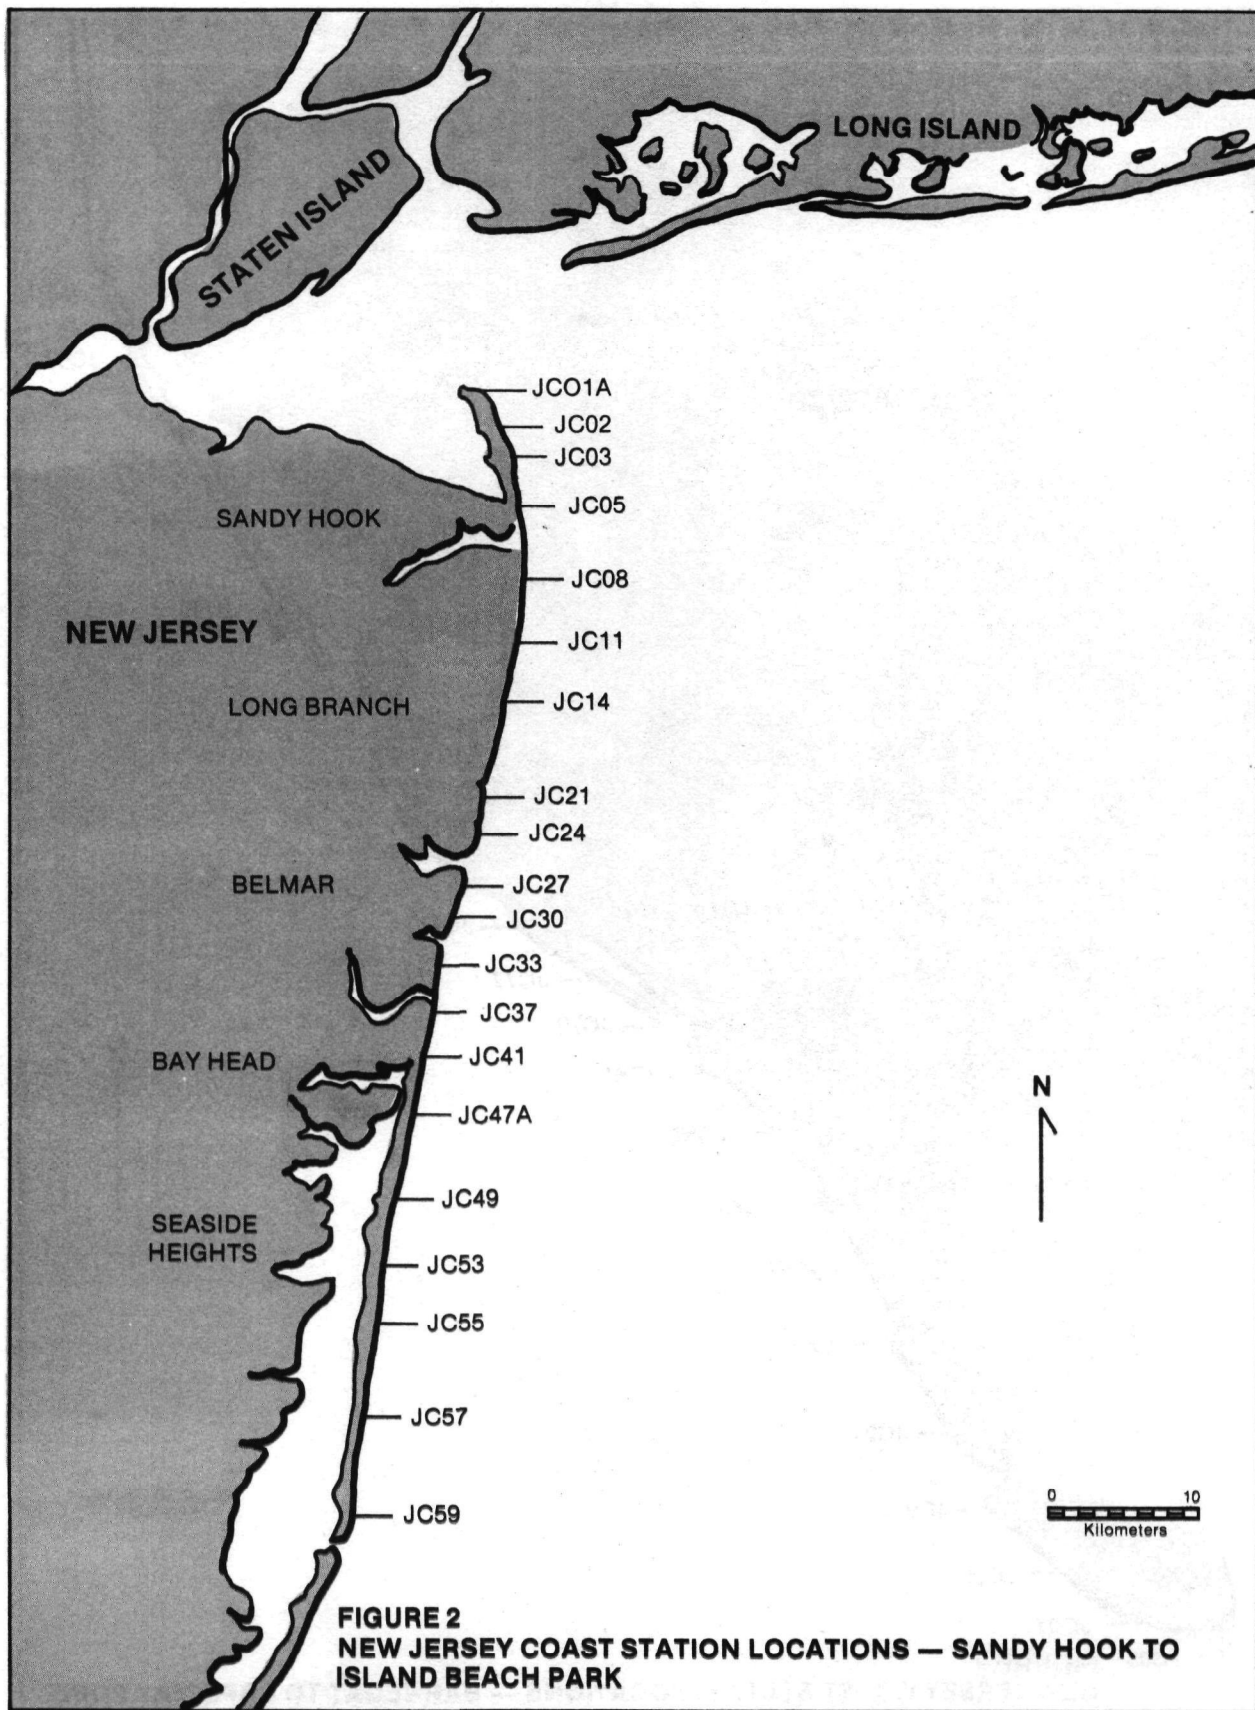 LONG ISLAND
STATEN ISLAND
JCO1A
JC02
JC03
JC05
SANDY HOOK
JC08
NEW JERSEY
JC11
LONG BRANCH
JC14
JC21
JC24
BELMAR
JC27
JC30
JC33
JC37
BAY HEAD
JC41
JC47A
N
JC49
SEASIDE
HEIGHTS
JC53
JC55
JC57
JC59
0 10
Kilometers
FIGURE 2
NEW JERSEY COAST STATION LOCATIONS — SANDY HOOK TO
ISLAND BEACH PARK